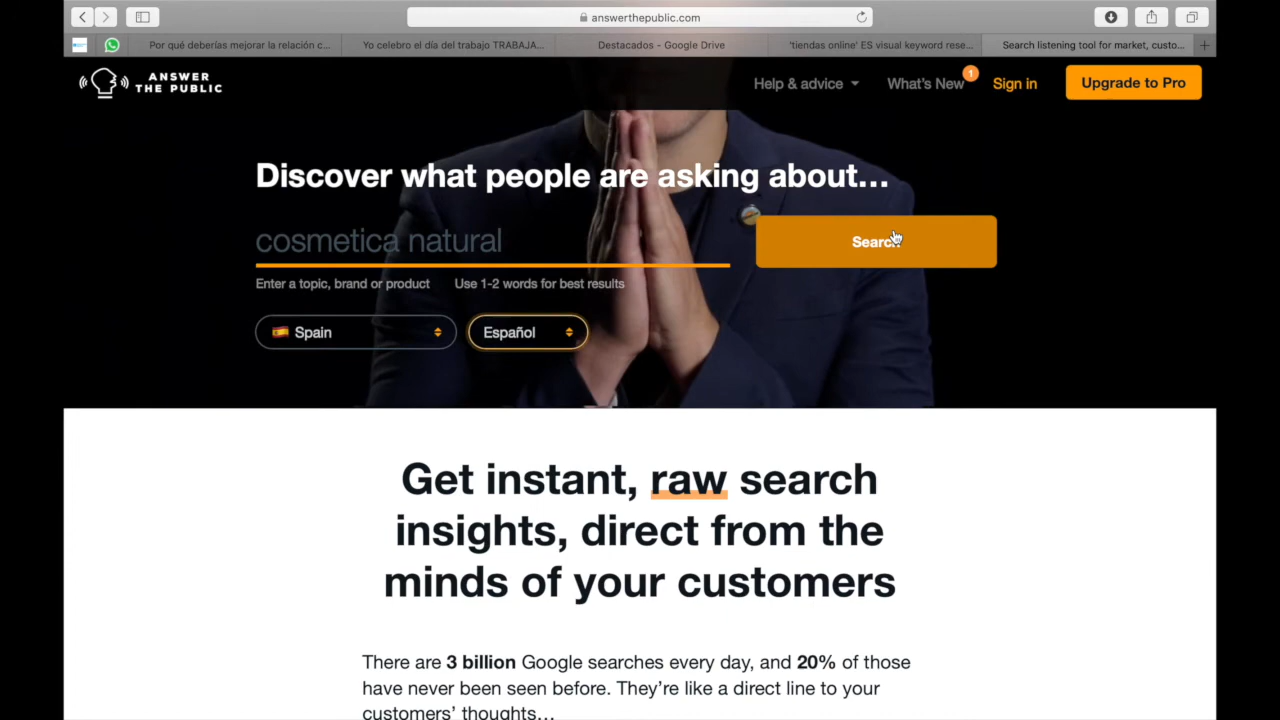 answerthepublic.com
Por qué deberías mejorar la relación c...
Yo celebro el día del trabajo TRABAJA...
Destacados - Google Drive
'tiendas online' ES visual keyword rese...
Search listening tool for market, custo...
ANSWER
THE PUBLIC
Help & advice
What's New
1
Sign in
Upgrade to Pro
Discover what people are asking about...
cosmetica natural
Search
Enter a topic, brand or product
Use 1-2 words for best results
Spain
Español
Get instant, raw search
insights, direct from the
minds of your customers
There are 3 billion Google searches every day, and 20% of those
have never been seen before. They're like a direct line to your
customers' thoughts…